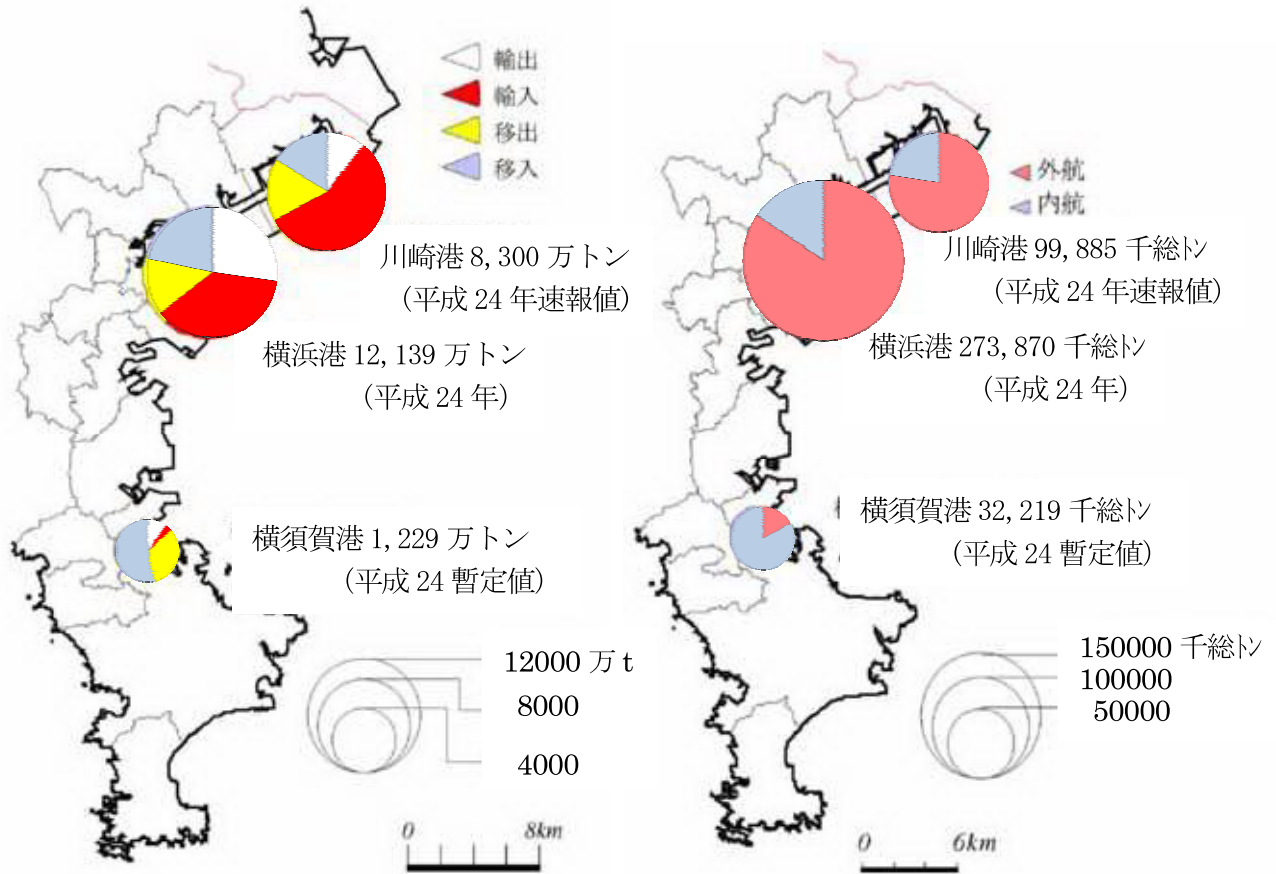 輸出
輸入
移出
移入
川崎港 8,300 万トン
（平成 24 年速報値）
横浜港 12,139 万トン
（平成 24 年）
横須賀港 1,229 万トン
（平成 24 暫定値）
12000 万 t
8000
4000
0 8km
外航
内航
川崎港 99,885 千総㌧
（平成 24 年速報値）
横浜港 273,870 千総㌧
（平成 24 年）
横須賀港 32,219 千総㌧
（平成 24 暫定値）
150000 千総㌧
100000
50000
0 6km